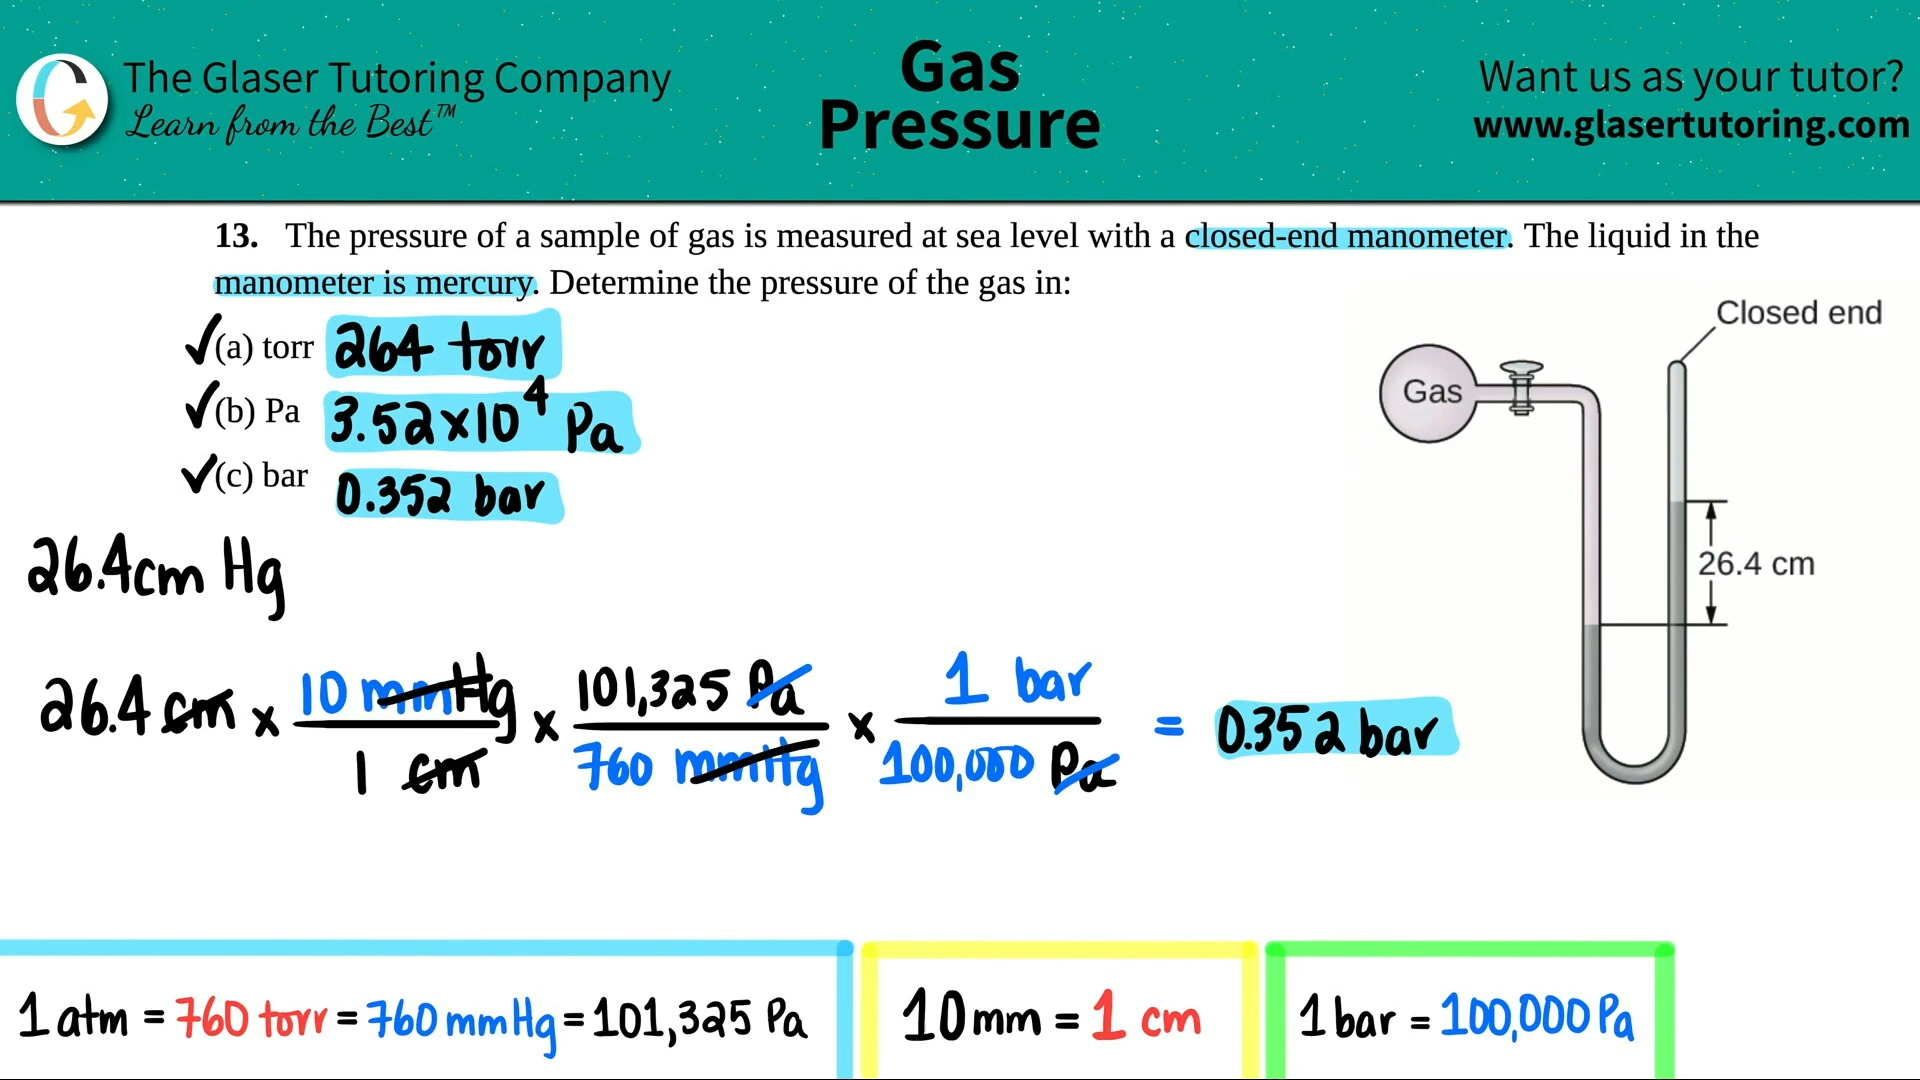 The Glaser Tutoring Company
Learn from the Best™
Gas
Pressure
Want us as your tutor?
www.glasertutoring.com
13. The pressure of a sample of gas is measured at sea level with a closed-end manometer. The liquid in the
manometer is mercury. Determine the pressure of the gas in:
(a) torr 264 torr
(b) Pa 3.52×10⁴ Pa
(c) bar 0.352 bar
Closed end
Gas
26.4 cm
26.4cm Hg
26.4 cm × 10 mmHg / 1 cm × 101,325 Pa / 760 mmHg × 1 bar / 100,000 Pa = 0.352 bar
1 atm = 760 torr = 760 mmHg = 101,325 Pa
10mm = 1 cm
1 bar = 100,000 Pa